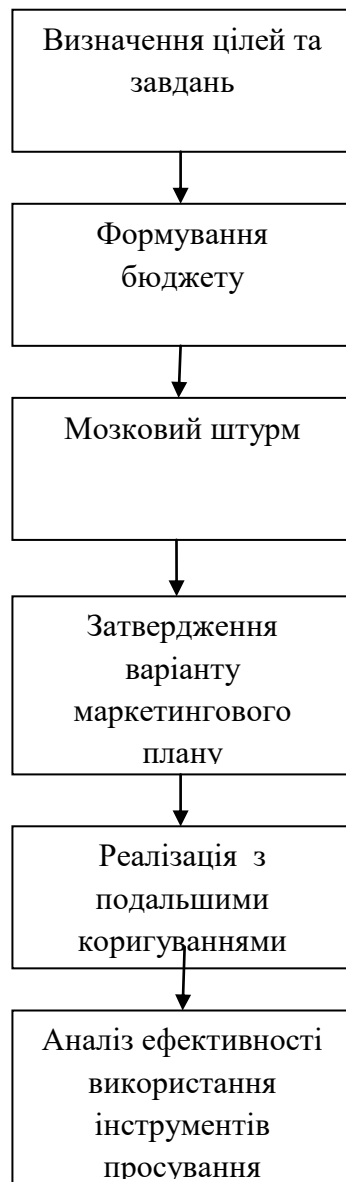 Визначення цілей та
завдань
Формування
бюджету
Мозковий штурм
Затвердження
варіанту
маркетингового
плану
Реалізація з
подальшими
коригуваннями
Аналіз ефективності
використання
інструментів
просування